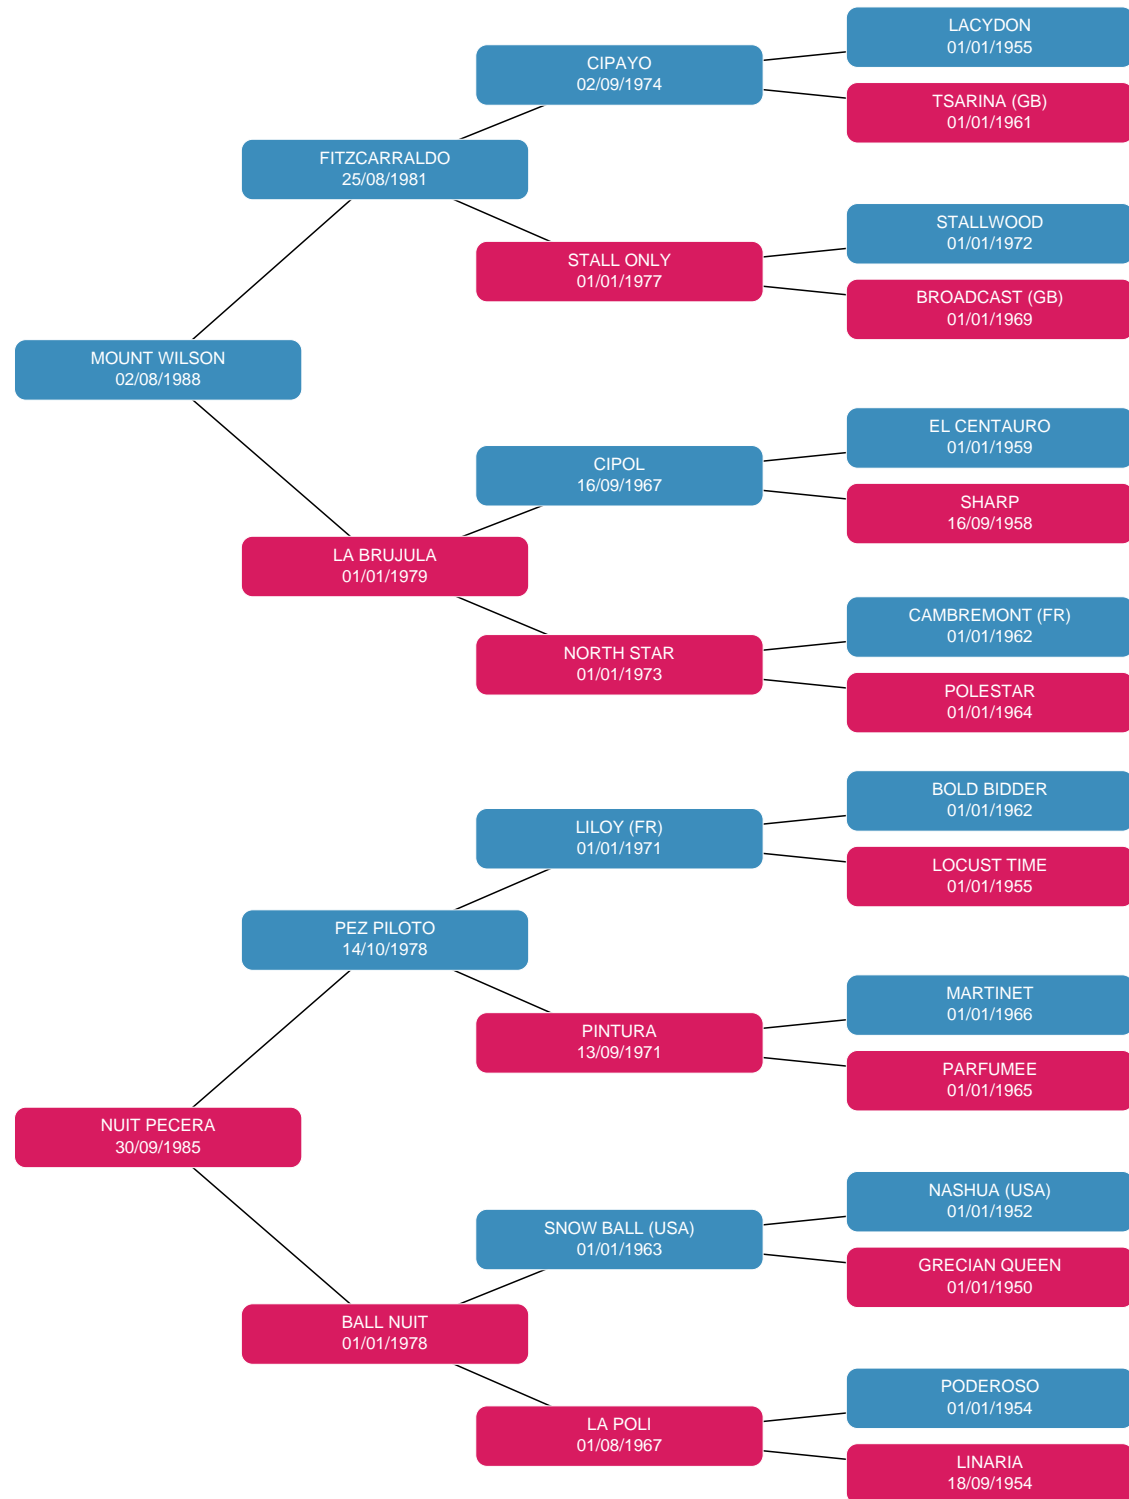 LACYDON
01/01/1955
CIPAYO
02/09/1974
TSARINA (GB)
01/01/1961
FITZCARRALDO
25/08/1981
STALLWOOD
01/01/1972
STALL ONLY
01/01/1977
BROADCAST (GB)
01/01/1969
MOUNT WILSON
02/08/1988
EL CENTAURO
01/01/1959
CIPOL
16/09/1967
SHARP
16/09/1958
LA BRUJULA
01/01/1979
CAMBREMONT (FR)
01/01/1962
NORTH STAR
01/01/1973
POLESTAR
01/01/1964
BOLD BIDDER
01/01/1962
LILOY (FR)
01/01/1971
LOCUST TIME
01/01/1955
PEZ PILOTO
14/10/1978
MARTINET
01/01/1966
PINTURA
13/09/1971
PARFUMEE
01/01/1965
NUIT PECERA
30/09/1985
NASHUA (USA)
01/01/1952
SNOW BALL (USA)
01/01/1963
GRECIAN QUEEN
01/01/1950
BALL NUIT
01/01/1978
PODEROSO
01/01/1954
LA POLI
01/08/1967
LINARIA
18/09/1954